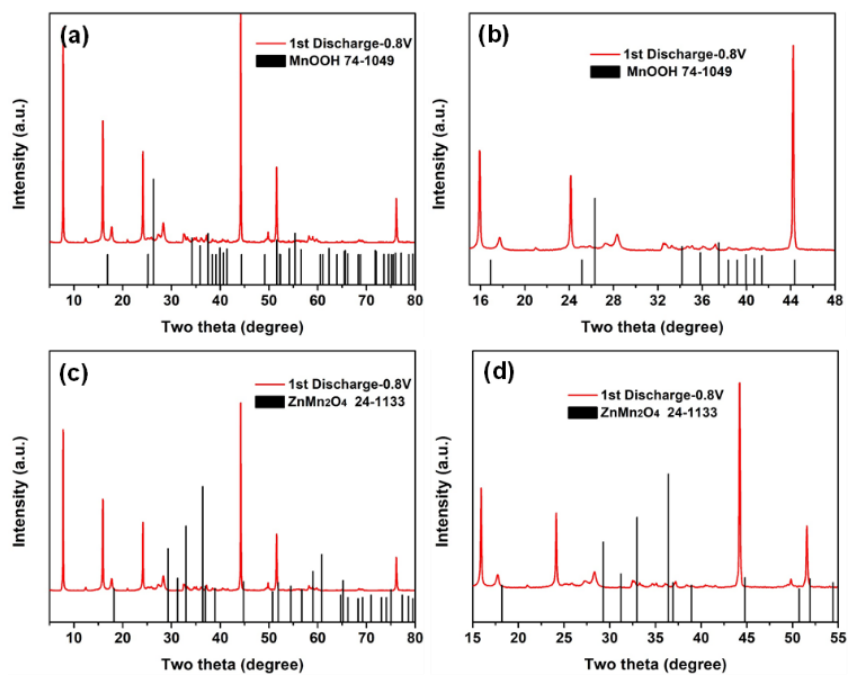 (a)
1st Discharge-0.8V
MnOOH 74-1049
Intensity (a.u.)
10 20 30 40 50 60 70 80
Two theta (degree)
(b)
1st Discharge-0.8V
MnOOH 74-1049
Intensity (a.u.)
16 20 24 28 32 36 40 44 48
Two theta (degree)
(c)
1st Discharge-0.8V
ZnMn₂O₄ 24-1133
Intensity (a.u.)
10 20 30 40 50 60 70 80
Two theta (degree)
(d)
1st Discharge-0.8V
ZnMn₂O₄ 24-1133
Intensity (a.u.)
15 20 25 30 35 40 45 50 55
Two theta (degree)